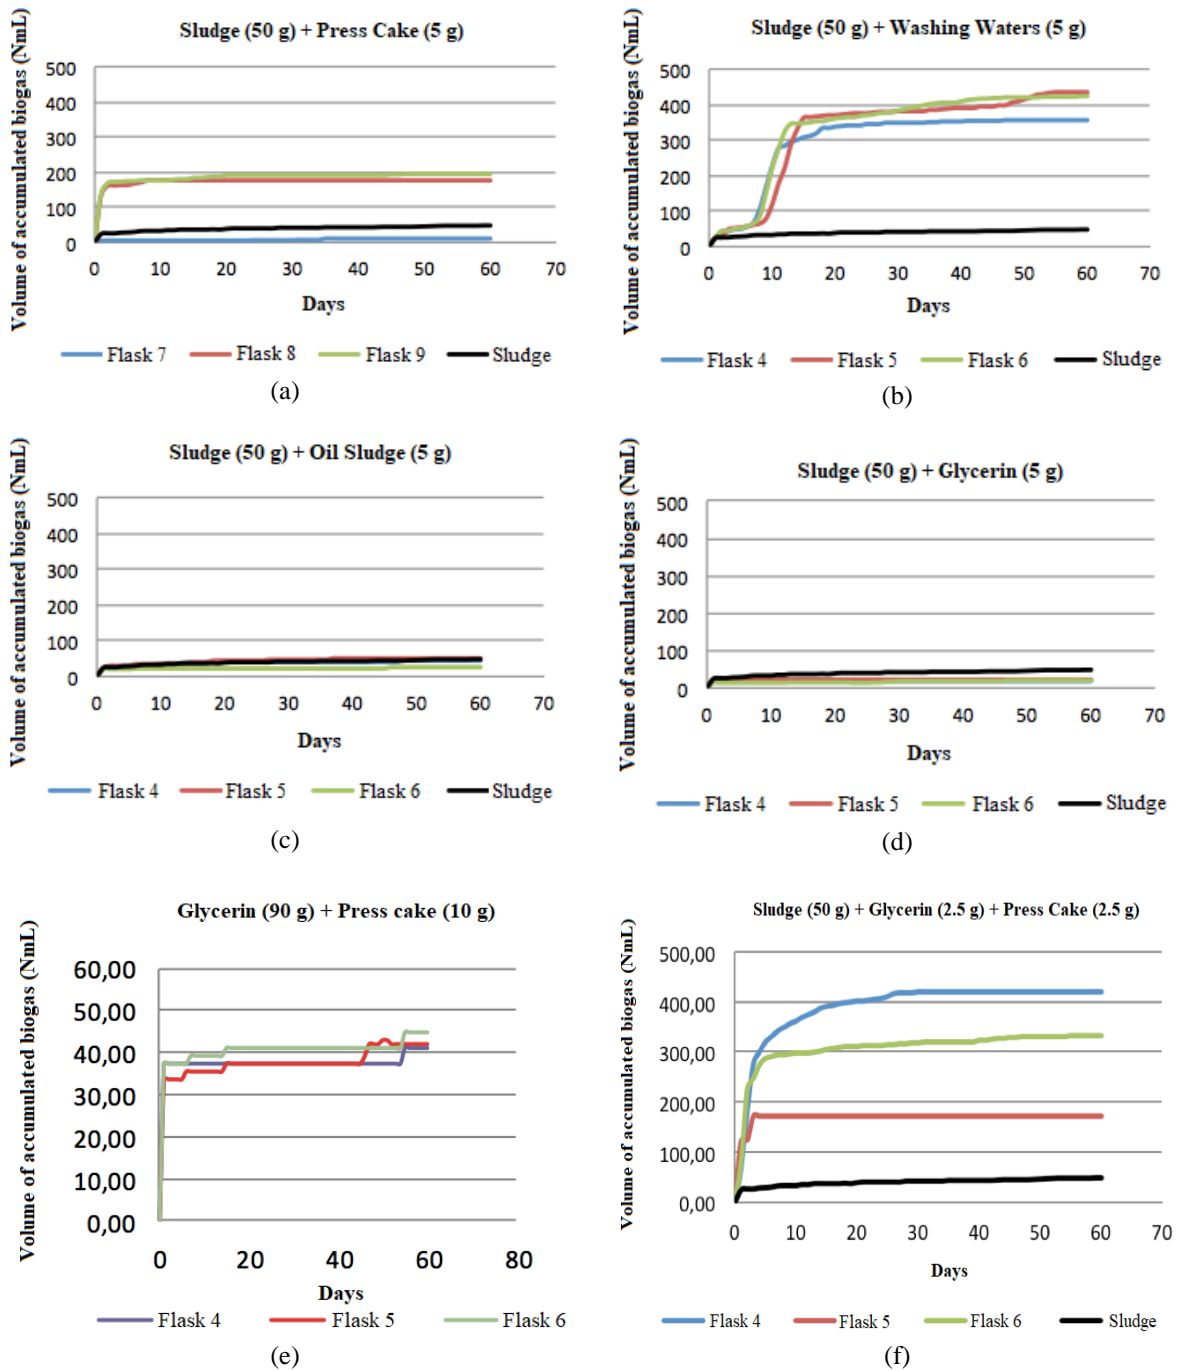 Sludge (50 g) + Press Cake (5 g)
Volume of accumulated biogas (NmL)
500
400
300
200
100
0
0 10 20 30 40 50 60 70
Days
Flask 7 Flask 8 Flask 9 Sludge
(a)
Sludge (50 g) + Washing Waters (5 g)
Volume of accumulated biogas (NmL)
500
400
300
200
100
0
0 10 20 30 40 50 60 70
Days
Flask 4 Flask 5 Flask 6 Sludge
(b)
Sludge (50 g) + Oil Sludge (5 g)
Volume of accumulated biogas (NmL)
500
400
300
200
100
0
0 10 20 30 40 50 60 70
Days
Flask 4 Flask 5 Flask 6 Sludge
(c)
Sludge (50 g) + Glycerin (5 g)
Volume of accumulated biogas (NmL)
500
400
300
200
100
0
0 10 20 30 40 50 60 70
Days
Flask 4 Flask 5 Flask 6 Sludge
(d)
Glycerin (90 g) + Press cake (10 g)
Volume of accumulated biogas (NmL)
60,00
50,00
40,00
30,00
20,00
10,00
0,00
0 20 40 60 80
Days
Flask 4 Flask 5 Flask 6
(e)
Sludge (50 g) + Glycerin (2.5 g) + Press Cake (2.5 g)
Volume of accumulated biogas (NmL)
500,00
400,00
300,00
200,00
100,00
0,00
0 10 20 30 40 50 60 70
Days
Flask 4 Flask 5 Flask 6 Sludge
(f)